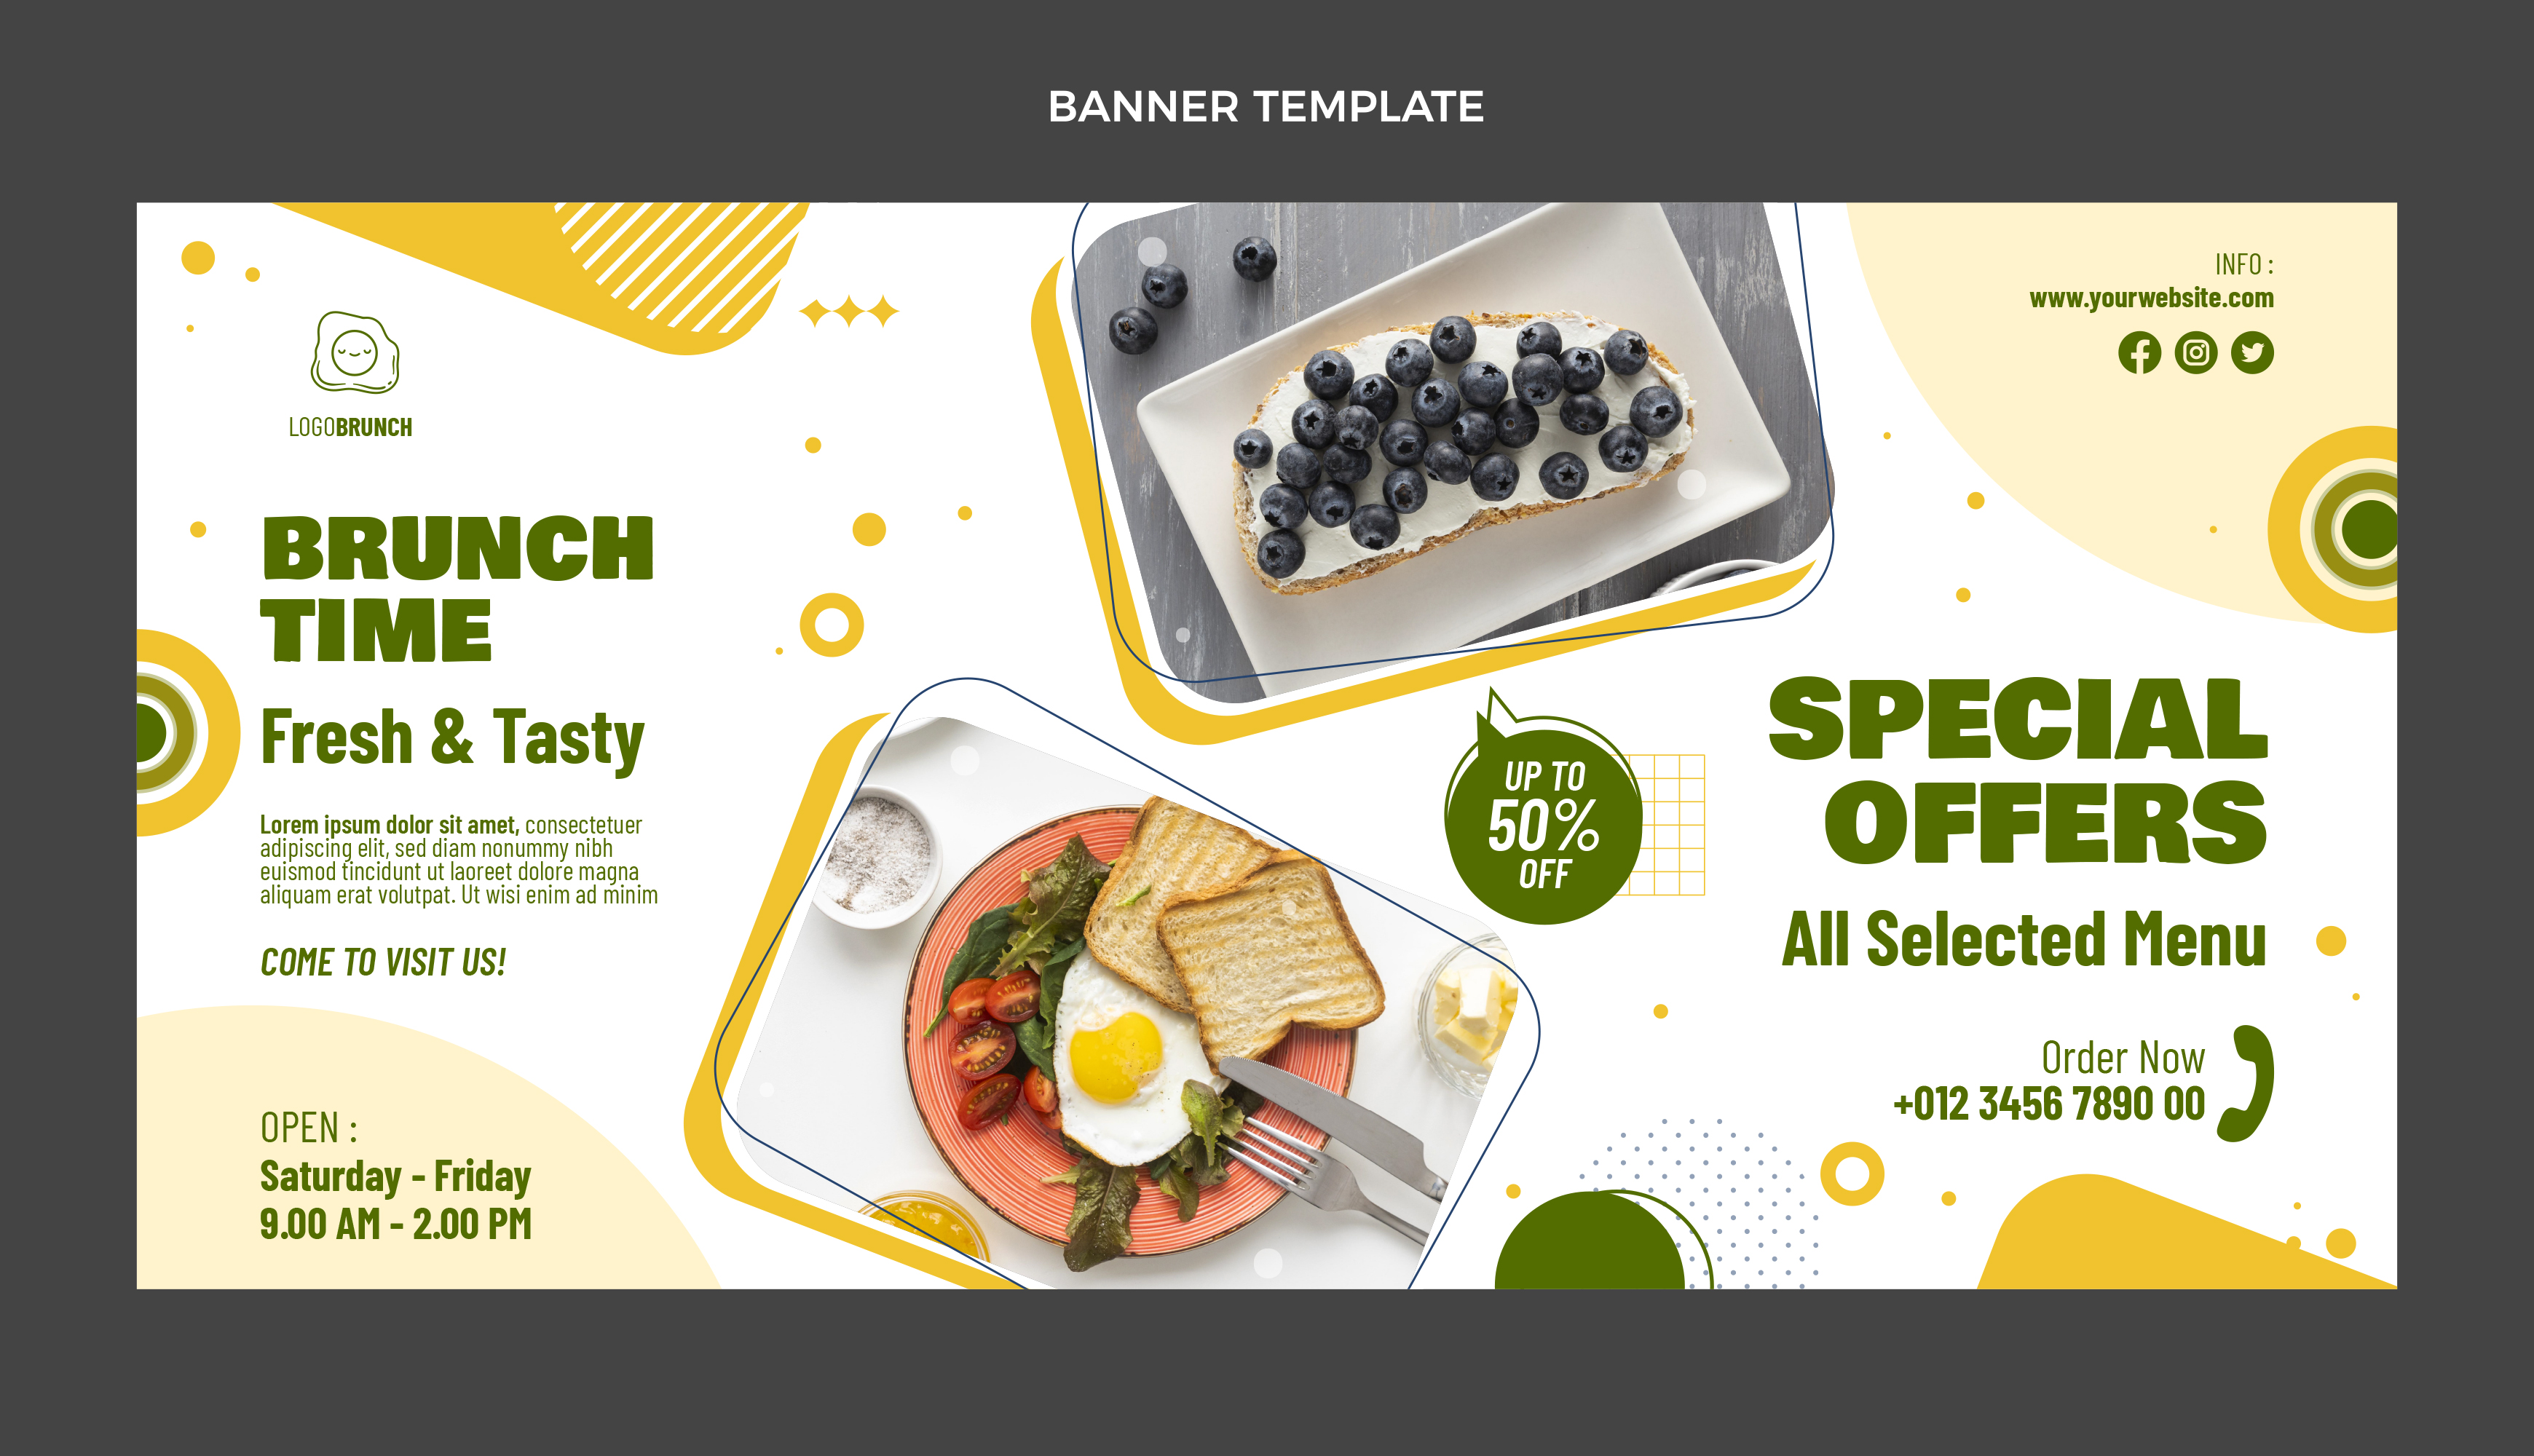 BANNER TEMPLATE
LOGOBRUNCH
BRUNCH
TIME
Fresh & Tasty
Lorem ipsum dolor sit amet, consectetuer
adipiscing elit, sed diam nonummy nibh
euismod tincidunt ut laoreet dolore magna
aliquam erat volutpat. Ut wisi enim ad minim
COME TO VISIT US!
OPEN :
Saturday - Friday
9.00 AM - 2.00 PM
INFO :
www.yourwebsite.com
UP TO
50%
OFF
SPECIAL
OFFERS
All Selected Menu
Order Now
+012 3456 7890 00